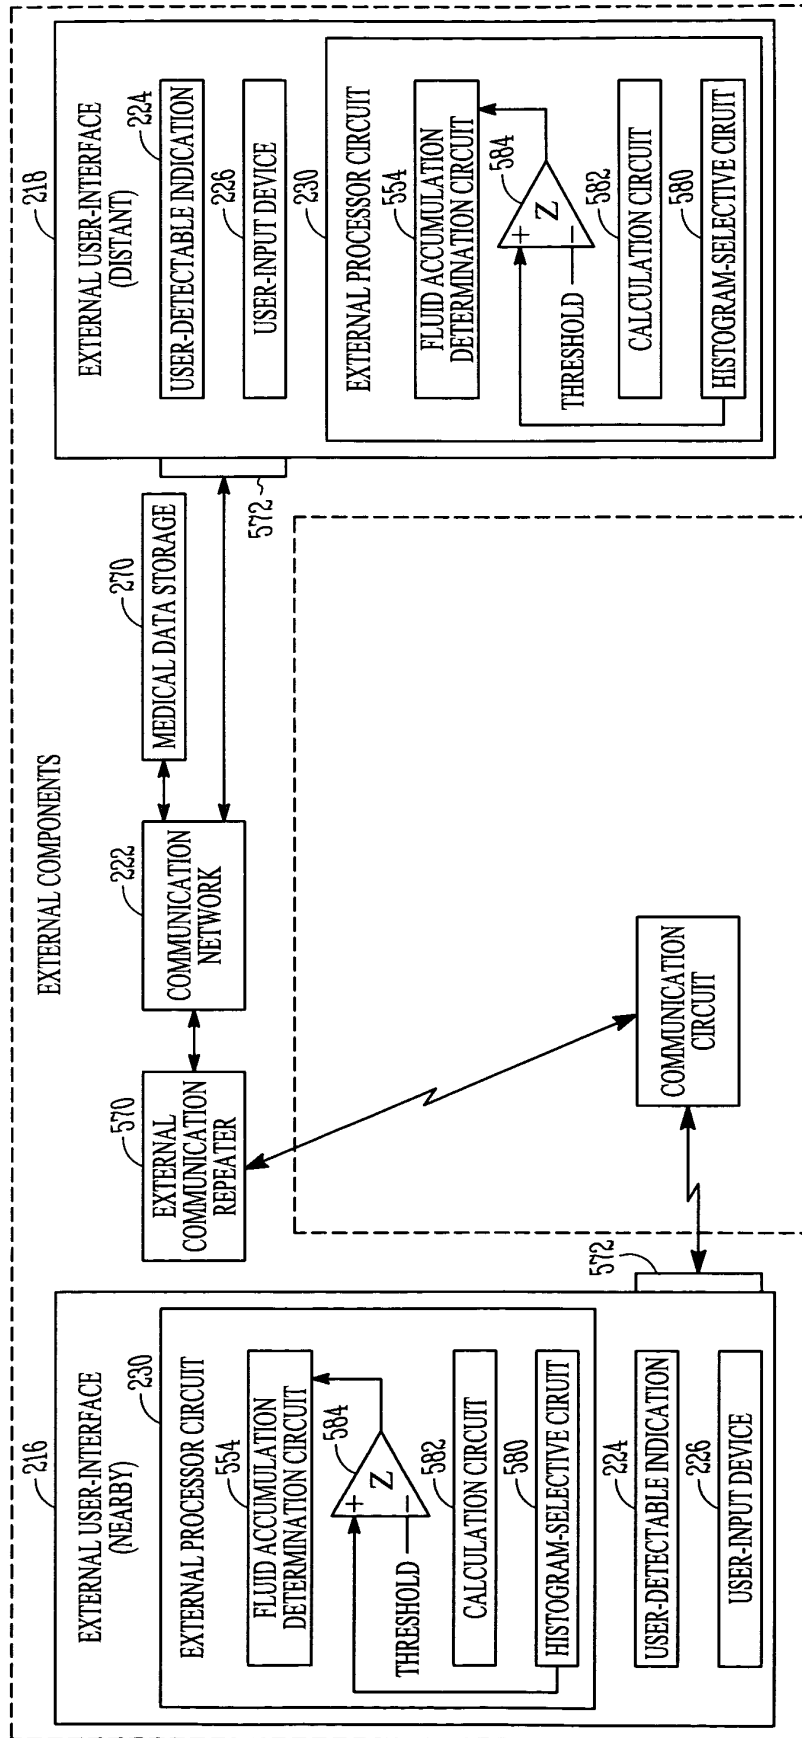 EXTERNAL COMPONENTS
216
EXTERNAL USER-INTERFACE
(NEARBY)
230
EXTERNAL PROCESSOR CIRCUIT
554
FLUID ACCUMULATION
DETERMINATION CIRCUIT
584
+
Z
−
THRESHOLD
582
CALCULATION CIRCUIT
580
HISTOGRAM-SELECTIVE CIRUIT
224
USER-DETECTABLE INDICATION
226
USER-INPUT DEVICE
572
570
EXTERNAL
COMMUNICATION
REPEATER
222
COMMUNICATION
NETWORK
270
MEDICAL DATA STORAGE
COMMUNICATION
CIRCUIT
218
EXTERNAL USER-INTERFACE
(DISTANT)
224
USER-DETECTABLE INDICATION
226
USER-INPUT DEVICE
572
230
EXTERNAL PROCESSOR CIRCUIT
554
FLUID ACCUMULATION
DETERMINATION CIRCUIT
584
+
Z
−
THRESHOLD
582
CALCULATION CIRCUIT
580
HISTOGRAM-SELECTIVE CIRUIT